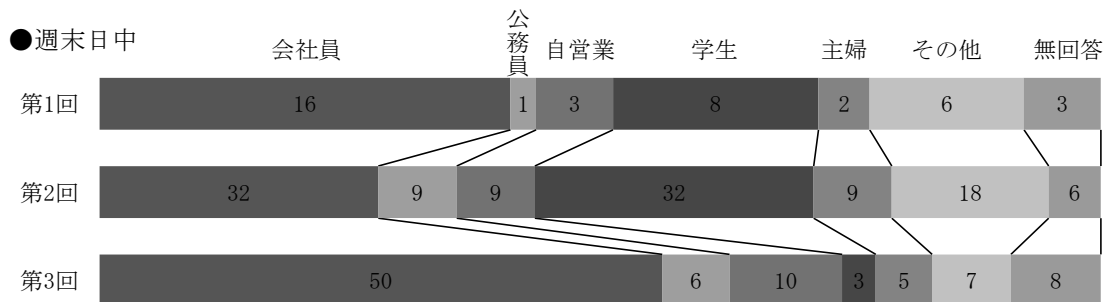 ●週末日中
会社員 公務員 自営業 学生 主婦 その他 無回答
第1回 16 1 3 8 2 6 3
第2回 32 9 9 32 9 18 6
第3回 50 6 10 3 5 7 8